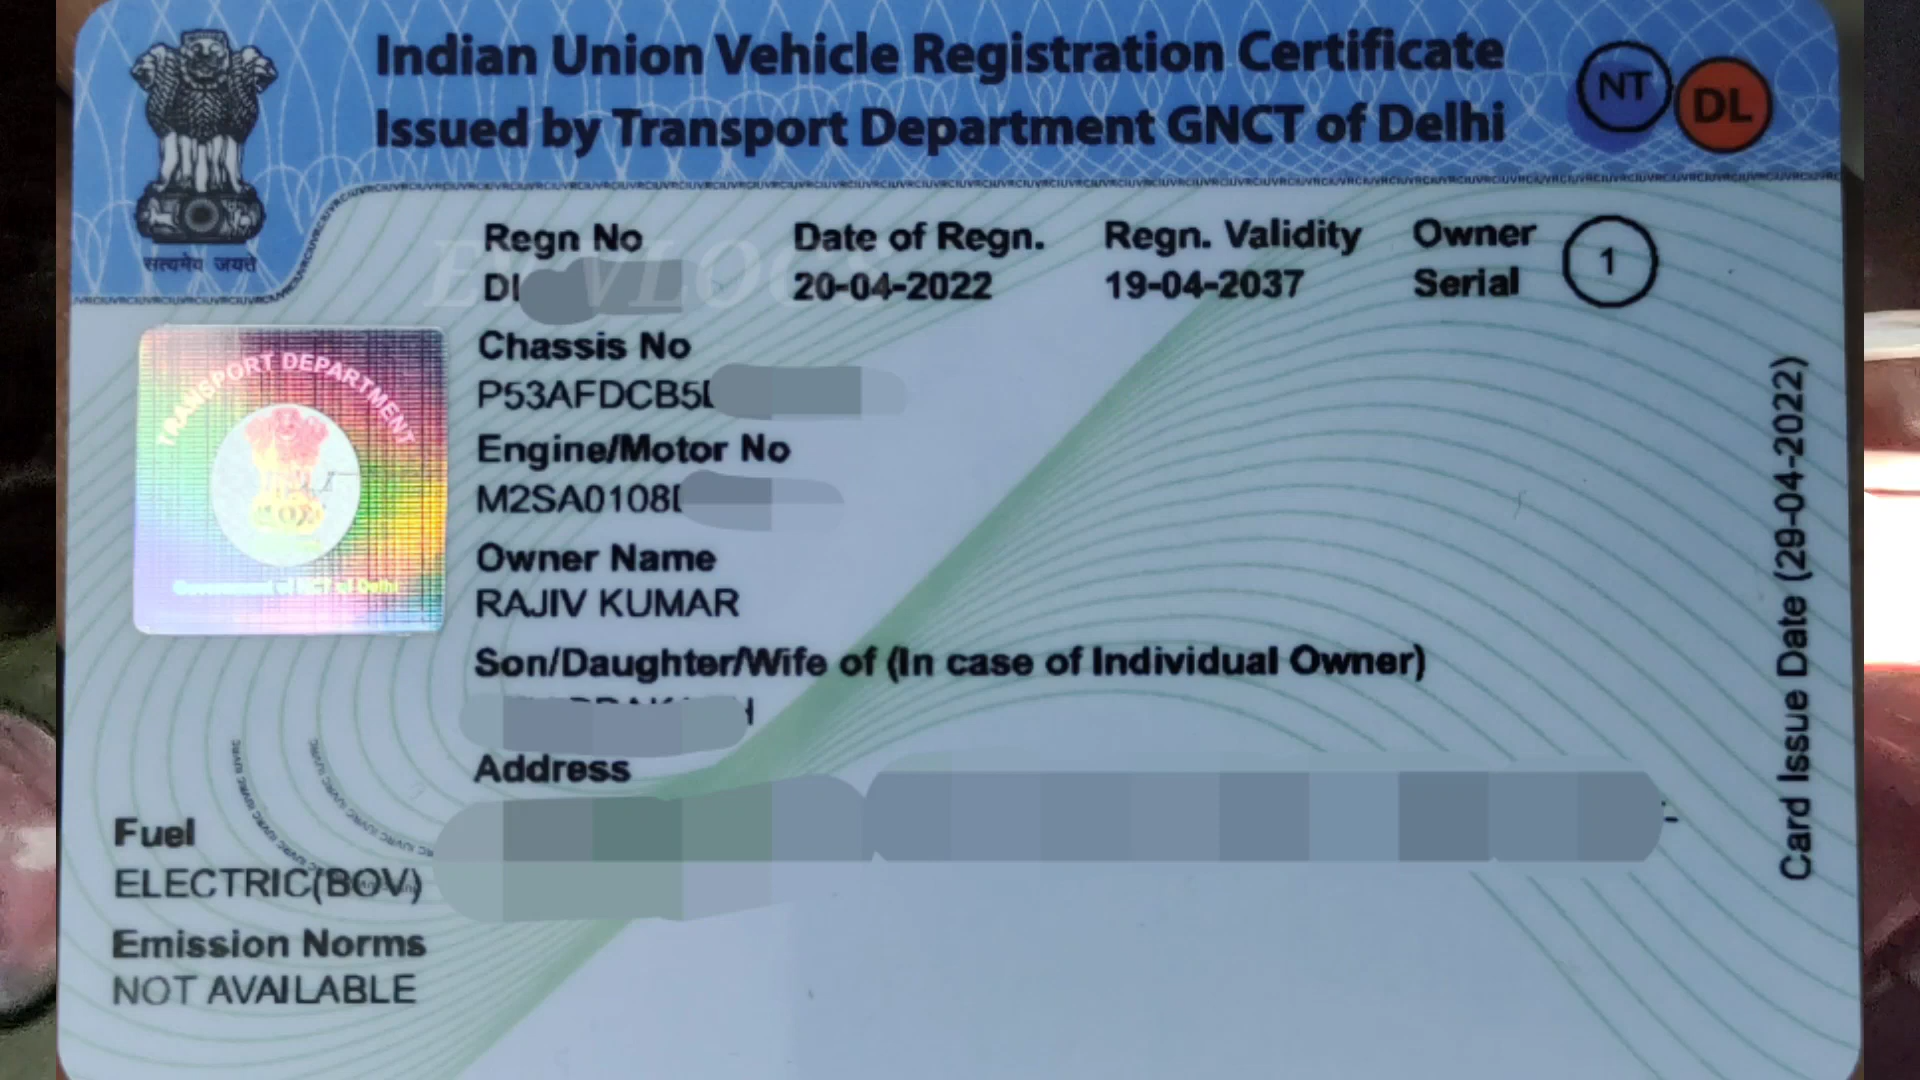 Indian Union Vehicle Registration Certificate
Issued by Transport Department GNCT of Delhi
NT
DL
सत्यमेव जयते
Regn No
Date of Regn.
Regn. Validity
Owner Serial
1
20-04-2022
19-04-2037
TRANSPORT DEPARTMENT
Chassis No
P53AFDCB5
Engine/Motor No
M2SA0108
Owner Name
RAJIV KUMAR
Son/Daughter/Wife of (In case of Individual Owner)
Address
Fuel
ELECTRIC(BOV)
Emission Norms
NOT AVAILABLE
Card Issue Date (29-04-2022)